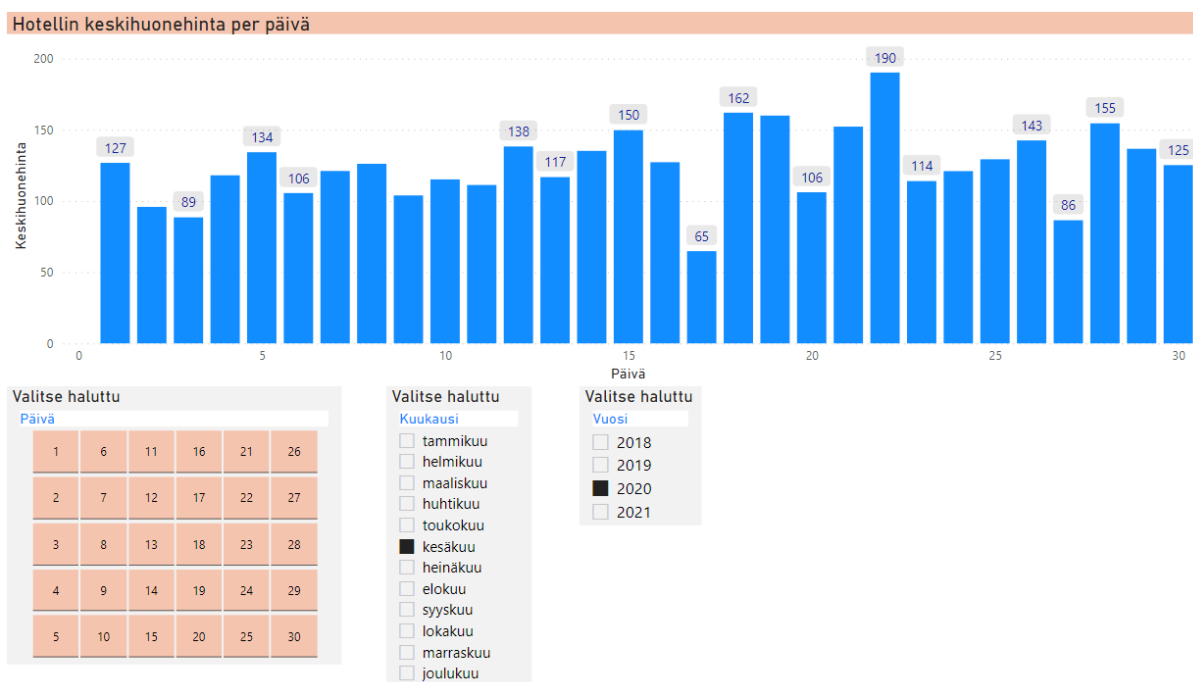 Hotellin keskihuonehinta per päivä
200
150
100
50
0
Keskihuonehinta
127
89
134
106
138
117
150
65
162
106
190
114
143
86
155
125
0 5 10 15 20 25 30
Päivä
Valitse haluttu
Päivä
1 6 11 16 21 26
2 7 12 17 22 27
3 8 13 18 23 28
4 9 14 19 24 29
5 10 15 20 25 30
Valitse haluttu
Kuukausi
tammikuu
helmikuu
maaliskuu
huhtikuu
toukokuu
kesäkuu
heinäkuu
elokuu
syyskuu
lokakuu
marraskuu
joulukuu
Valitse haluttu
Vuosi
2018
2019
2020
2021